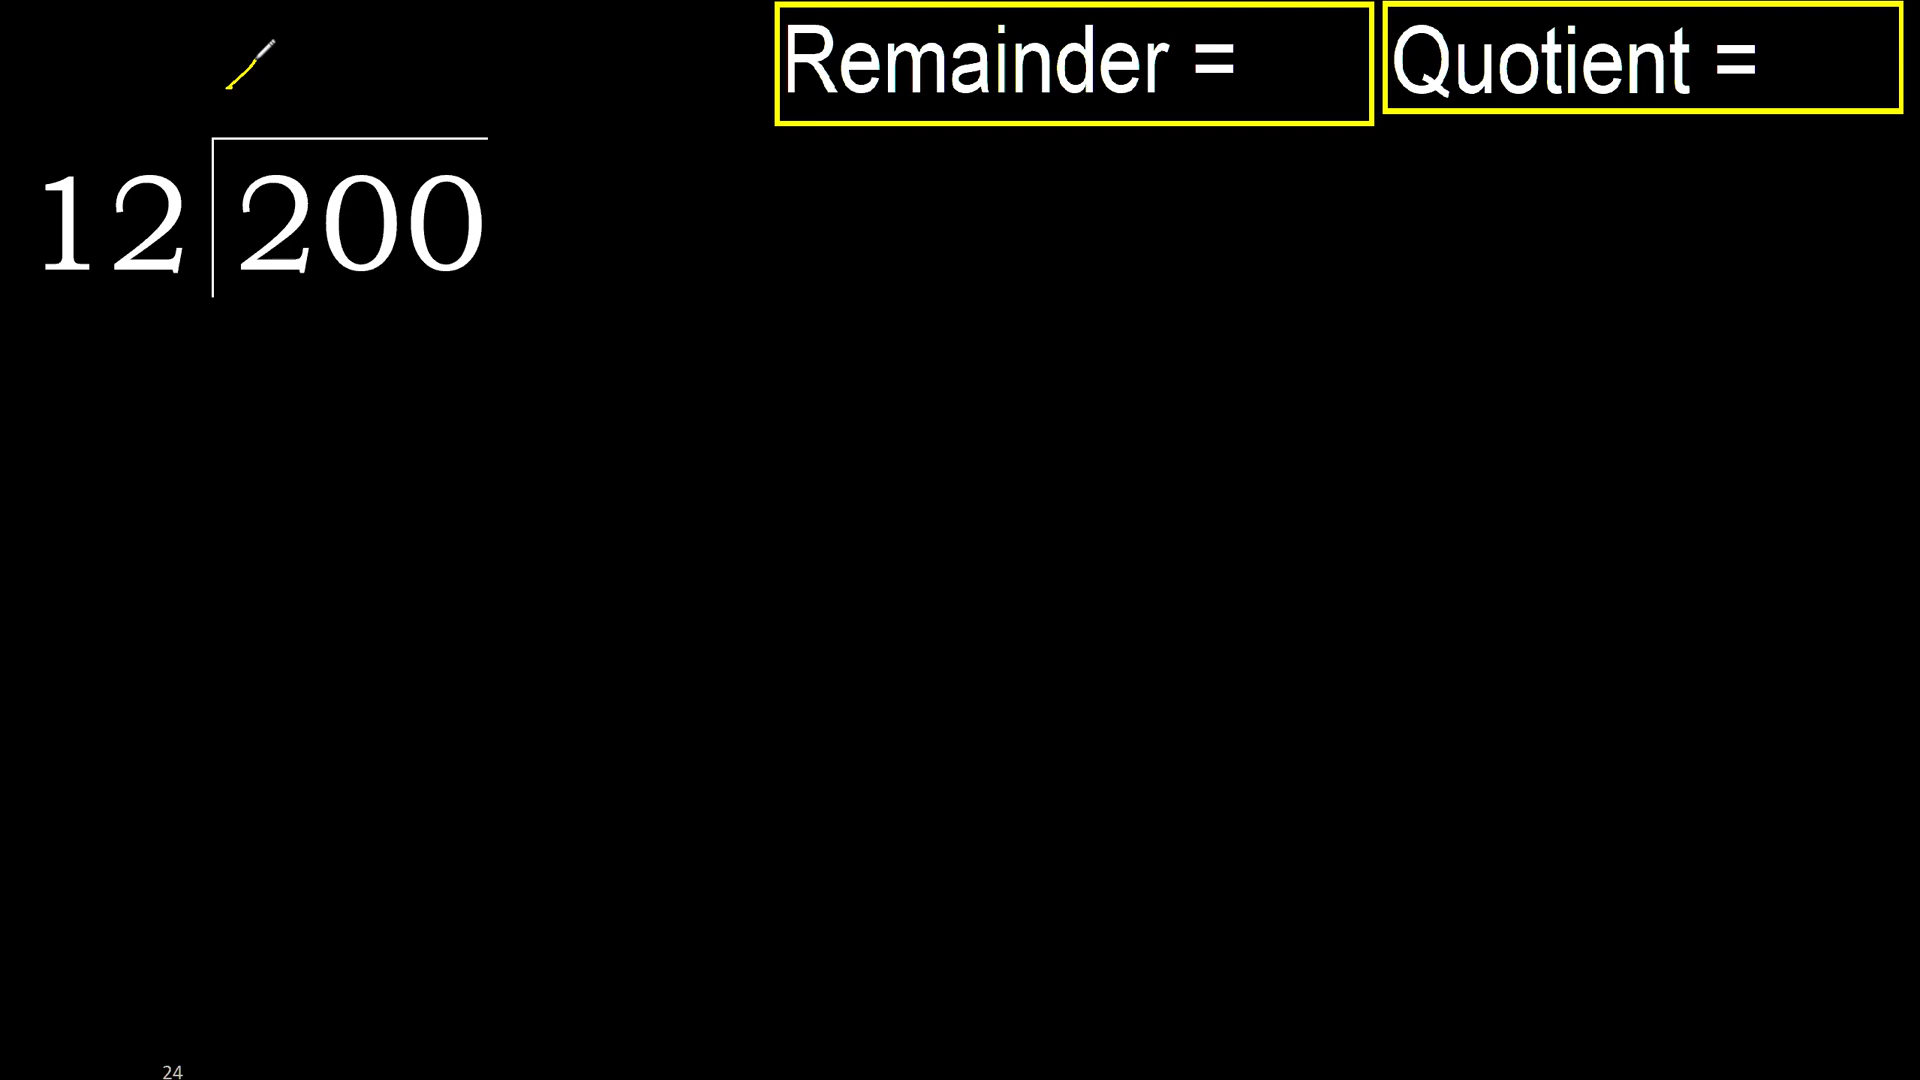 Remainder = Quotient =
12 200
24